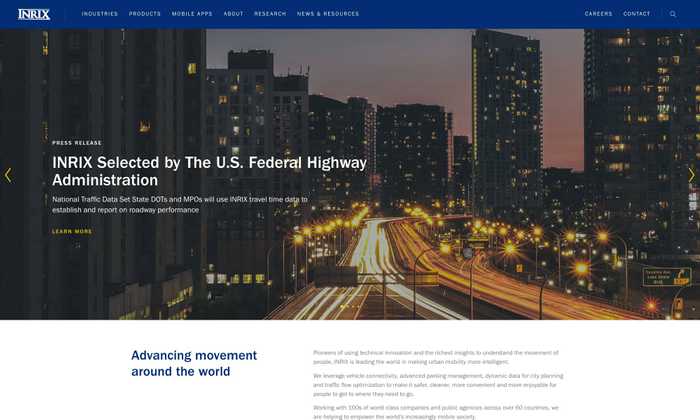 INRIX
INDUSTRIES PRODUCTS MOBILE APPS ABOUT RESEARCH NEWS & RESOURCES CAREERS CONTACT
PRESS RELEASE
INRIX Selected by The U.S. Federal Highway
Administration
National Traffic Data Set State DOTs and MPOs will use INRIX travel time data to
establish and report on roadway performance
LEARN MORE
Advancing movement
around the world
Pioneers of using technical innovation and the richest insights to understand the movement of
people, INRIX is leading the world in making urban mobility more intelligent.
We leverage vehicle connectivity, advanced parking management, dynamic data for city planning
and traffic flow optimization to make it safer, cleaner, more convenient and more enjoyable for
people to get to where they need to go.
Working with 100s of world class companies and public agencies across over 60 countries, we
are helping to empower the world's increasingly mobile society.